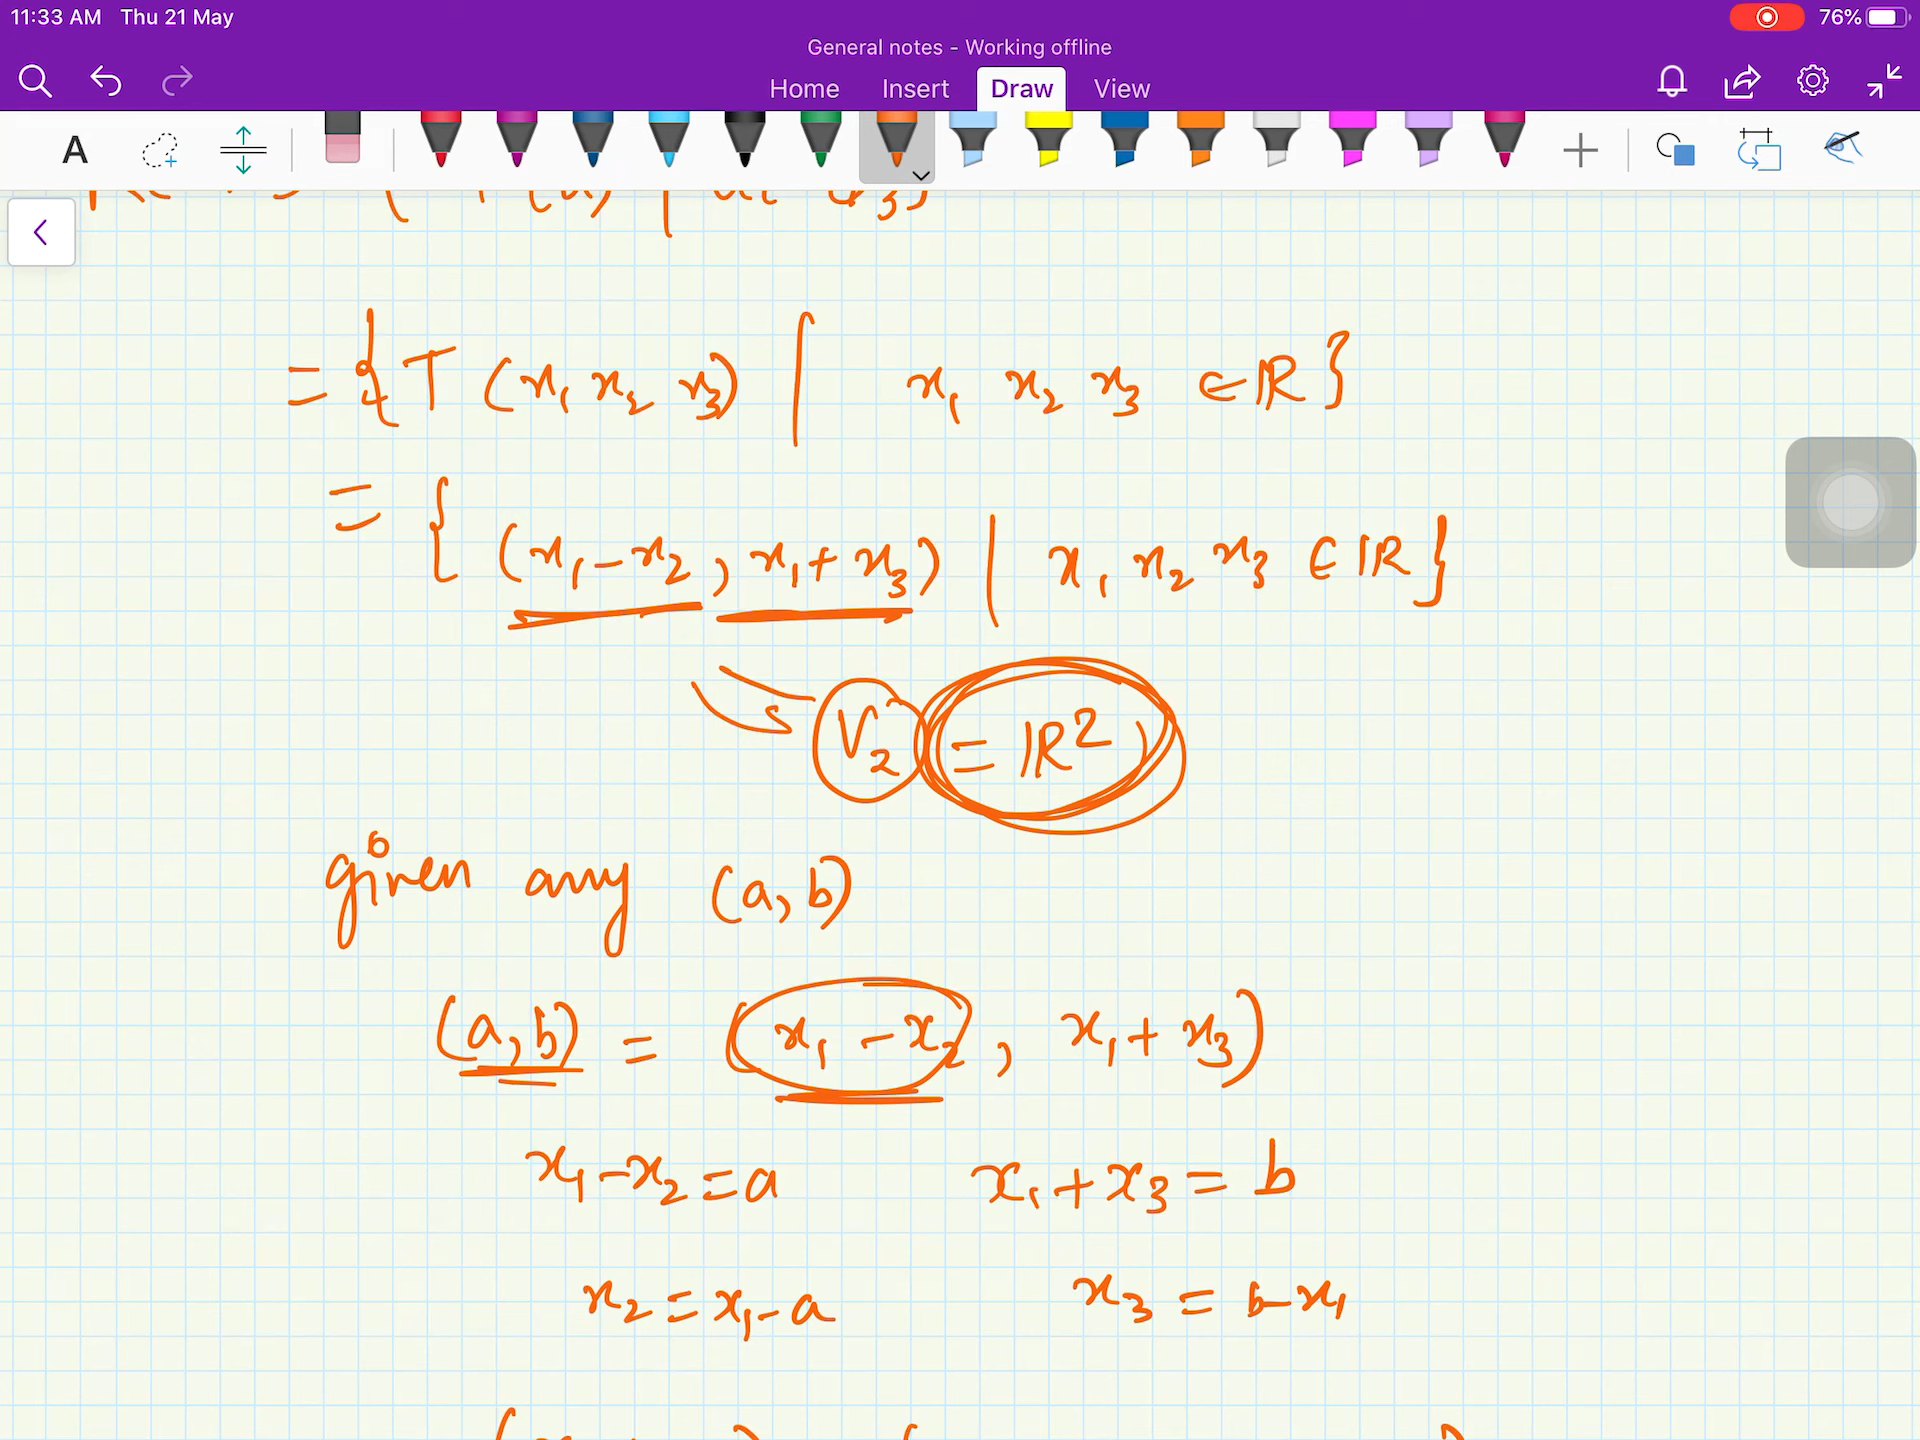 11:33 AM Thu 21 May
76%
General notes - Working offline
Home Insert Draw View
A
= { T (x₁ x₂ x₃) | x₁ x₂ x₃ ∈ ℝ }
= { (x₁ - x₂ , x₁ + x₃) | x₁ x₂ x₃ ∈ ℝ }
V₂ = ℝ²
given any (a, b)
(a, b) = (x₁ - x₂ , x₁ + x₃)
x₁ - x₂ = a x₁ + x₃ = b
x₂ = x₁ - a x₃ = b - x₁